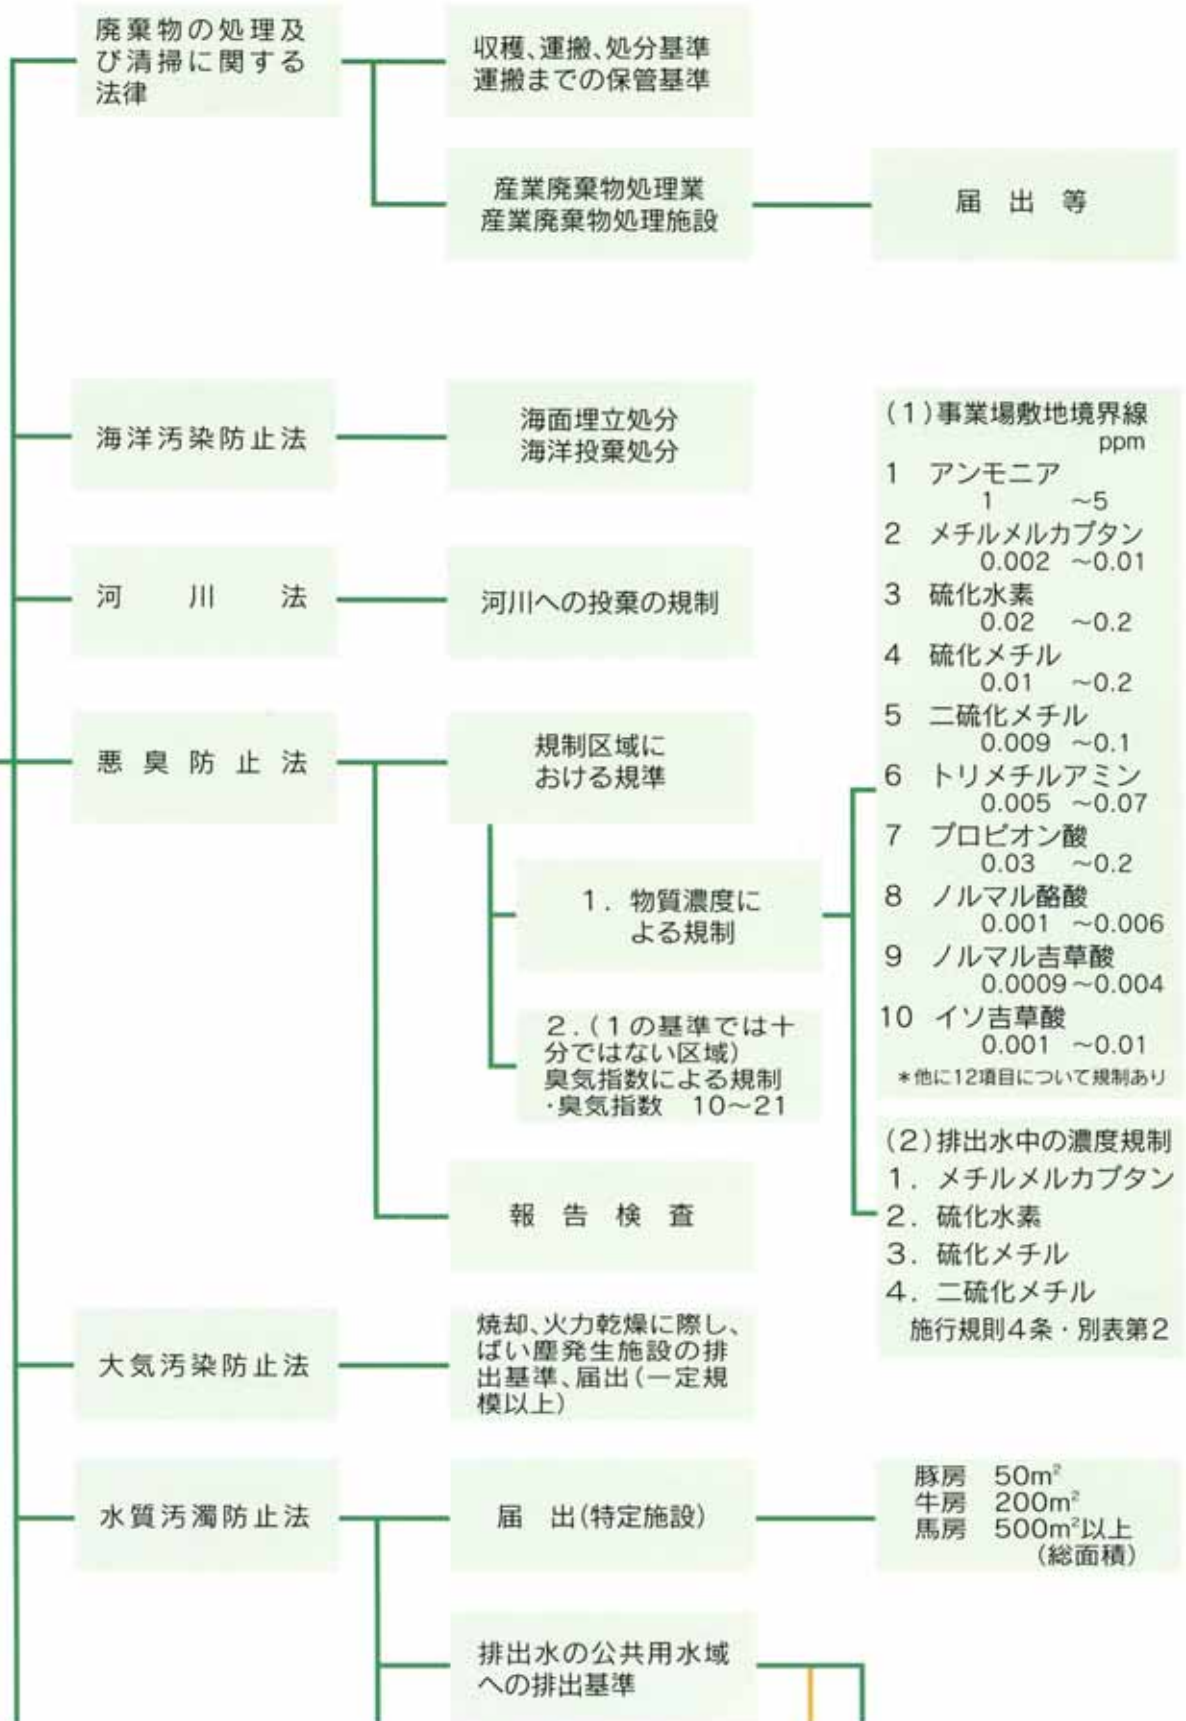 廃棄物の処理及
び清掃に関する
法律
収穫、運搬、処分基準
運搬までの保管基準
産業廃棄物処理業
産業廃棄物処理施設
届 出 等
海洋汚染防止法
海面埋立処分
海洋投棄処分
河 川 法
河川への投棄の規制
悪 臭 防 止 法
規制区域に
おける規準
1. 物質濃度に
よる規制
2.(1の基準では十
分ではない区域)
臭気指数による規制
・臭気指数 10〜21
(1)事業場敷地境界線
ppm
1 アンモニア
1 〜5
2 メチルメルカプタン
0.002 〜0.01
3 硫化水素
0.02 〜0.2
4 硫化メチル
0.01 〜0.2
5 二硫化メチル
0.009 〜0.1
6 トリメチルアミン
0.005 〜0.07
7 プロピオン酸
0.03 〜0.2
8 ノルマル酪酸
0.001 〜0.006
9 ノルマル吉草酸
0.0009〜0.004
10 イソ吉草酸
0.001 〜0.01
*他に12項目について規制あり
(2)排出水中の濃度規制
1. メチルメルカプタン
2. 硫化水素
3. 硫化メチル
4. 二硫化メチル
施行規則4条・別表第2
報 告 検 査
大気汚染防止法
焼却、火力乾燥に際し、
ばい塵発生施設の排
出基準、届出(一定規
模以上)
水質汚濁防止法
届 出(特定施設)
豚房 50m²
牛房 200m²
馬房 500m²以上
(総面積)
排出水の公共用水域
への排出基準